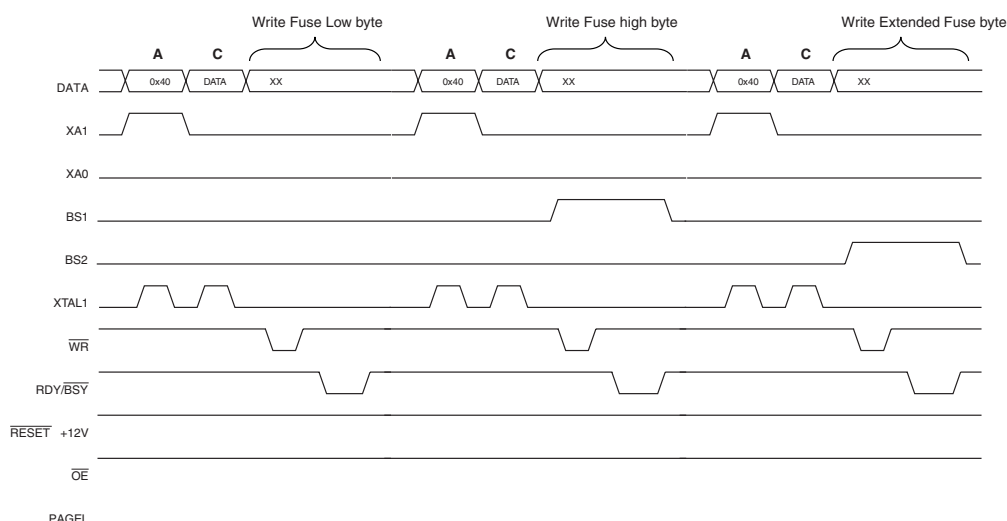 Write Fuse Low byte Write Fuse high byte Write Extended Fuse byte
A C A C A C
DATA 0x40 DATA XX 0x40 DATA XX 0x40 DATA XX
XA1
XA0
BS1
BS2
XTAL1
WR
RDY/BSY
RESET +12V
OE
PAGEL